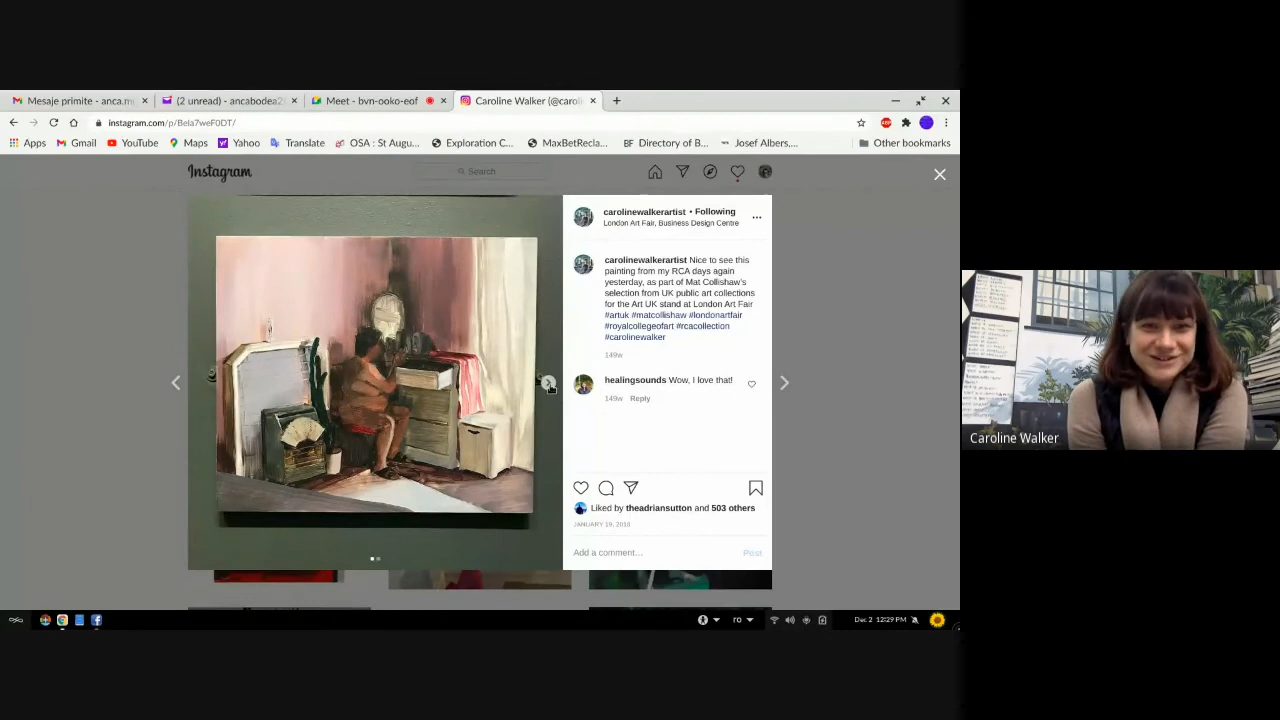 Mesaje primite - anca.m
(2 unread) - ancabodea2
Meet - bvn-ooko-eof
Caroline Walker (@caroli
instagram.com/p/Bela7weF0DT/
Apps
Gmail
YouTube
Maps
Yahoo
Translate
OSA : St Augu...
Exploration C...
MaxBetRecla...
BF Directory of B...
Josef Albers,...
Other bookmarks
Instagram
Search
carolinewalkerartist • Following
London Art Fair, Business Design Centre
carolinewalkerartist Nice to see this
painting from my RCA days again
yesterday, as part of Mat Collishaw's
selection from UK public art collections
for the Art UK stand at London Art Fair
#artuk #matcollishaw #londonartfair
#royalcollegeofart #rcacollection
#carolinewalker
149w
healingsounds Wow, I love that!
149w Reply
Liked by theadriansutton and 503 others
JANUARY 19, 2018
Add a comment...
Post
Caroline Walker
ro
Dec 2 12:29 PM